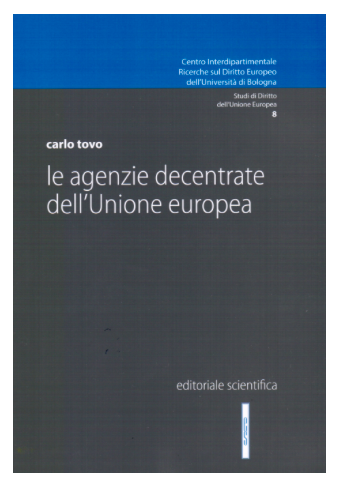 Centro Interdipartimentale
Ricerche sul Diritto Europeo
dell'Università di Bologna
Studi di Diritto
dell'Unione Europea
8
carlo tovo
le agenzie decentrate
dell'Unione europea
editoriale scientifica